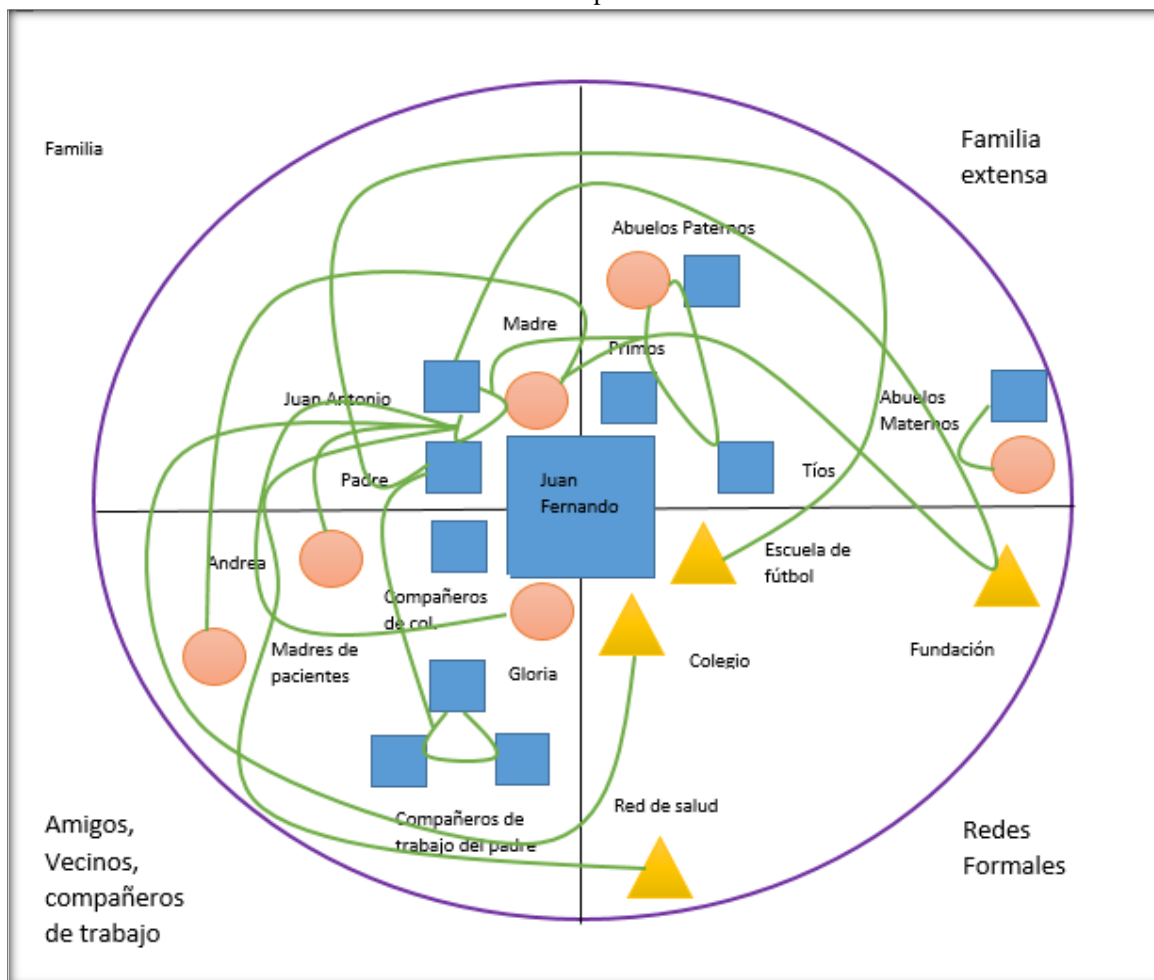 Familia
Familia
extensa
Abuelos Paternos
Madre
Primos
Juan Antonio
Abuelos
Maternos
Padre
Juan
Fernando
Tíos
Andrea
Escuela de
fútbol
Compañeros
de col.
Madres de
pacientes
Gloria
Colegio
Fundación
Compañeros de
trabajo del padre
Red de salud
Amigos,
Vecinos,
compañeros
de trabajo
Redes
Formales